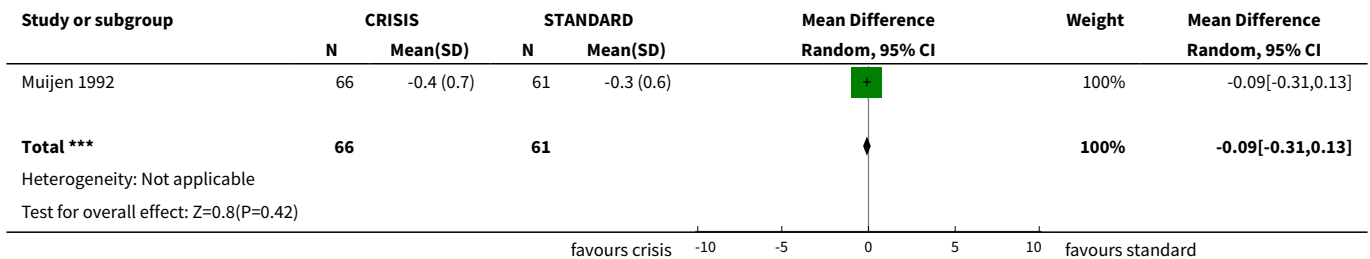 Study or subgroup CRISIS STANDARD Mean Difference Weight Mean Difference
N Mean(SD) N Mean(SD) Random, 95% CI Random, 95% CI
Muijen 1992 66 -0.4 (0.7) 61 -0.3 (0.6) 100% -0.09[-0.31,0.13]
Total *** 66 61 100% -0.09[-0.31,0.13]
Heterogeneity: Not applicable
Test for overall effect: Z=0.8(P=0.42)
favours crisis -10 -5 0 5 10 favours standard